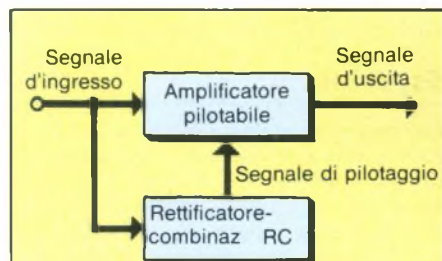 Segnale
d'ingresso
Segnale
d'uscita
Amplificatore
pilotabile
Segnale di pilotaggio
Rettificatore-
combinaz RC